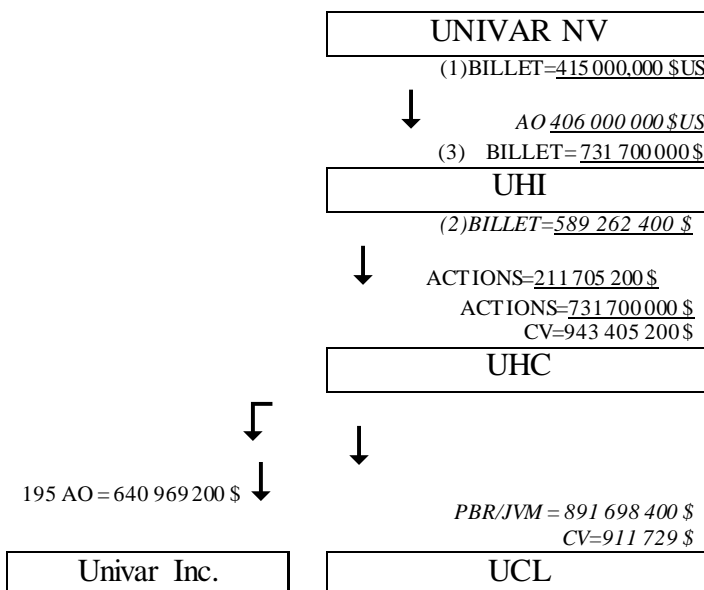 UNIVAR NV
(1)BILLET=415 000,000 $US
AO 406 000 000 $US
(3) BILLET= 731 700 000 $
UHI
(2)BILLET=589 262 400 $
ACTIONS=211 705 200 $
ACTIONS=731 700 000 $
CV=943 405 200 $
UHC
195 AO = 640 969 200 $
PBR/JVM = 891 698 400 $
CV=911 729 $
Univar Inc.
UCL